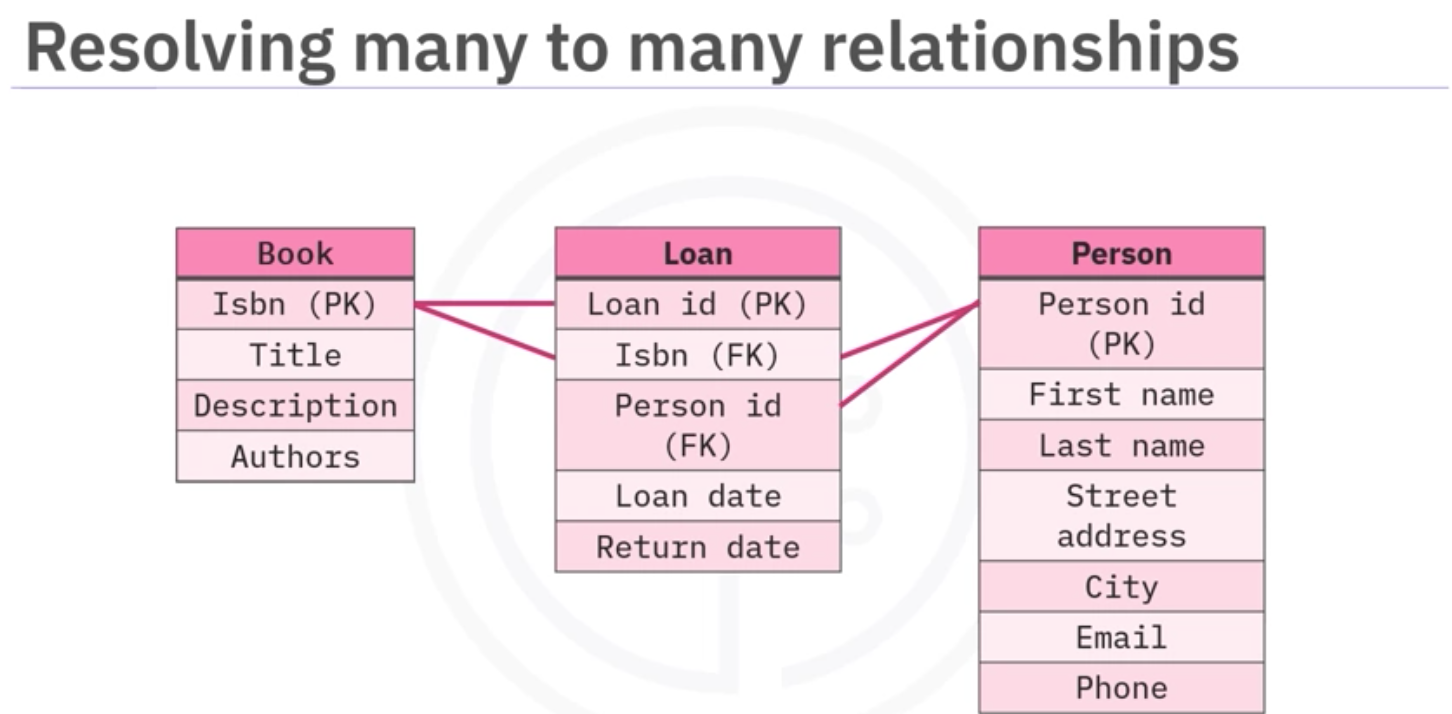 Resolving many to many relationships
Book
Isbn (PK)
Title
Description
Authors
Loan
Loan id (PK)
Isbn (FK)
Person id
(FK)
Loan date
Return date
Person
Person id
(PK)
First name
Last name
Street
address
City
Email
Phone